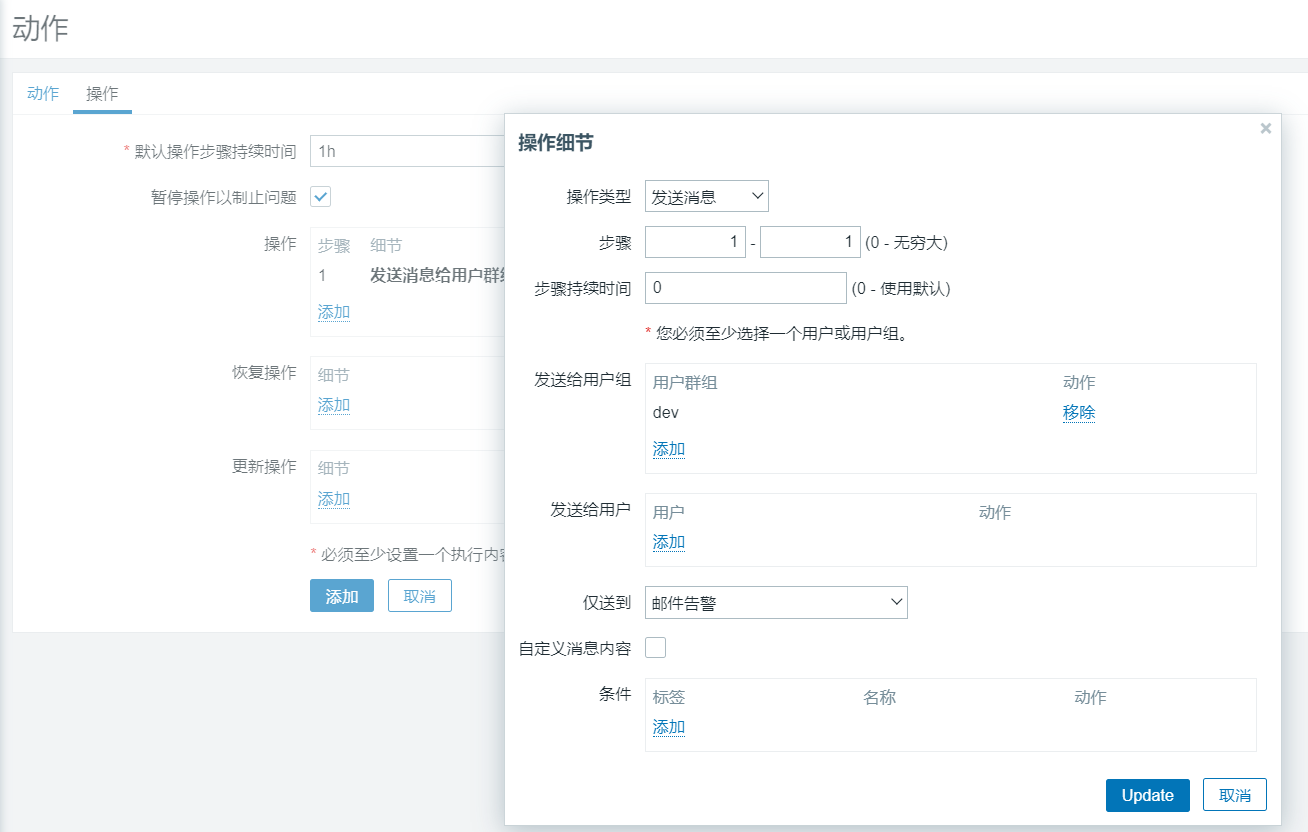 动作
动作 操作
* 默认操作步骤持续时间 1h
暂停操作以制止问题
操作 步骤 细节
1 发送消息给用户群
添加
恢复操作 细节
添加
更新操作 细节
添加
* 必须至少设置一个执行内
添加 取消
操作细节 ×
操作类型 发送消息
步骤 1 - 1 (0 - 无穷大)
步骤持续时间 0 (0 - 使用默认)
* 您必须至少选择一个用户或用户组。
发送给用户组 用户群组 动作
dev 移除
添加
发送给用户 用户 动作
添加
仅送到 邮件告警
自定义消息内容
条件 标签 名称 动作
添加
Update 取消